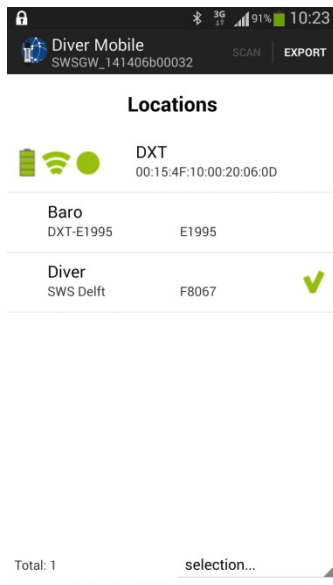 3G 91% 10:23
Diver Mobile SCAN EXPORT
SWSGW_141406b00032
Locations
DXT
00:15:4F:10:00:20:06:0D
Baro
DXT-E1995 E1995
Diver
SWS Delft F8067
Total: 1 selection...